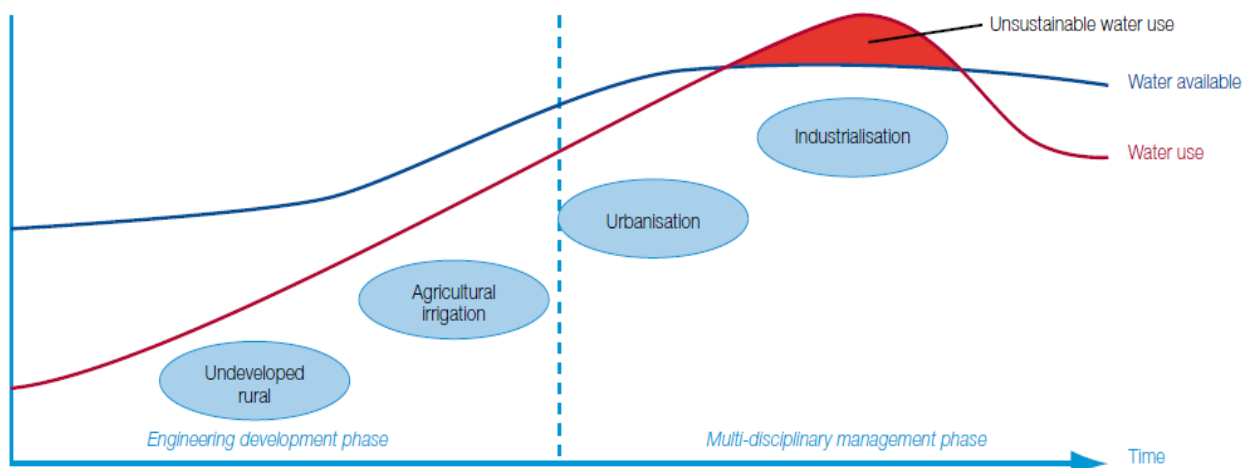 Unsustainable water use
Water available
Industrialisation
Water use
Urbanisation
Agricultural
irrigation
Undeveloped
rural
Engineering development phase
Multi-disciplinary management phase
Time